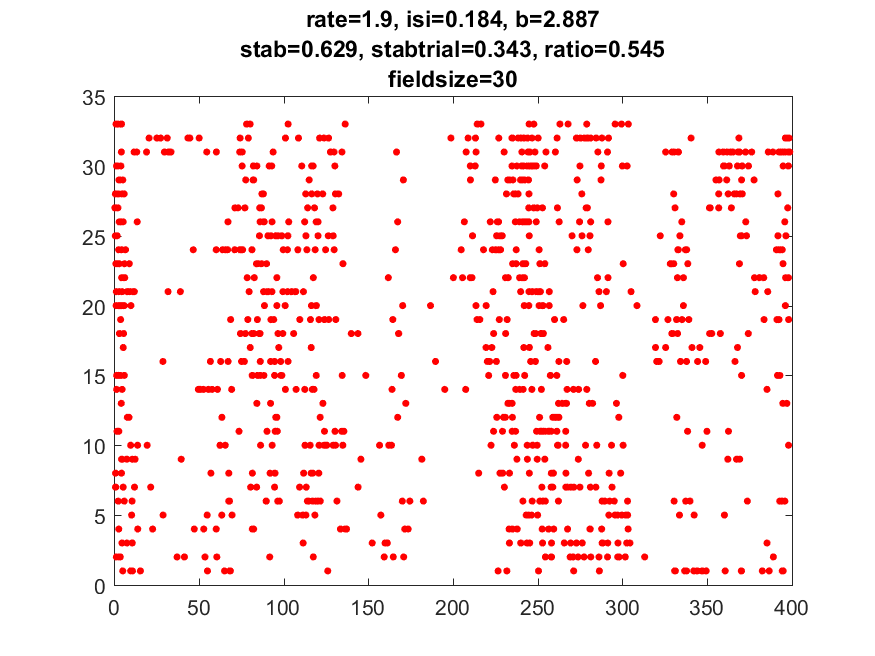 rate=1.9, isi=0.184, b=2.887
stab=0.629, stabtrial=0.343, ratio=0.545
fieldsize=30
35
30
25
20
15
10
5
0
0 50 100 150 200 250 300 350 400